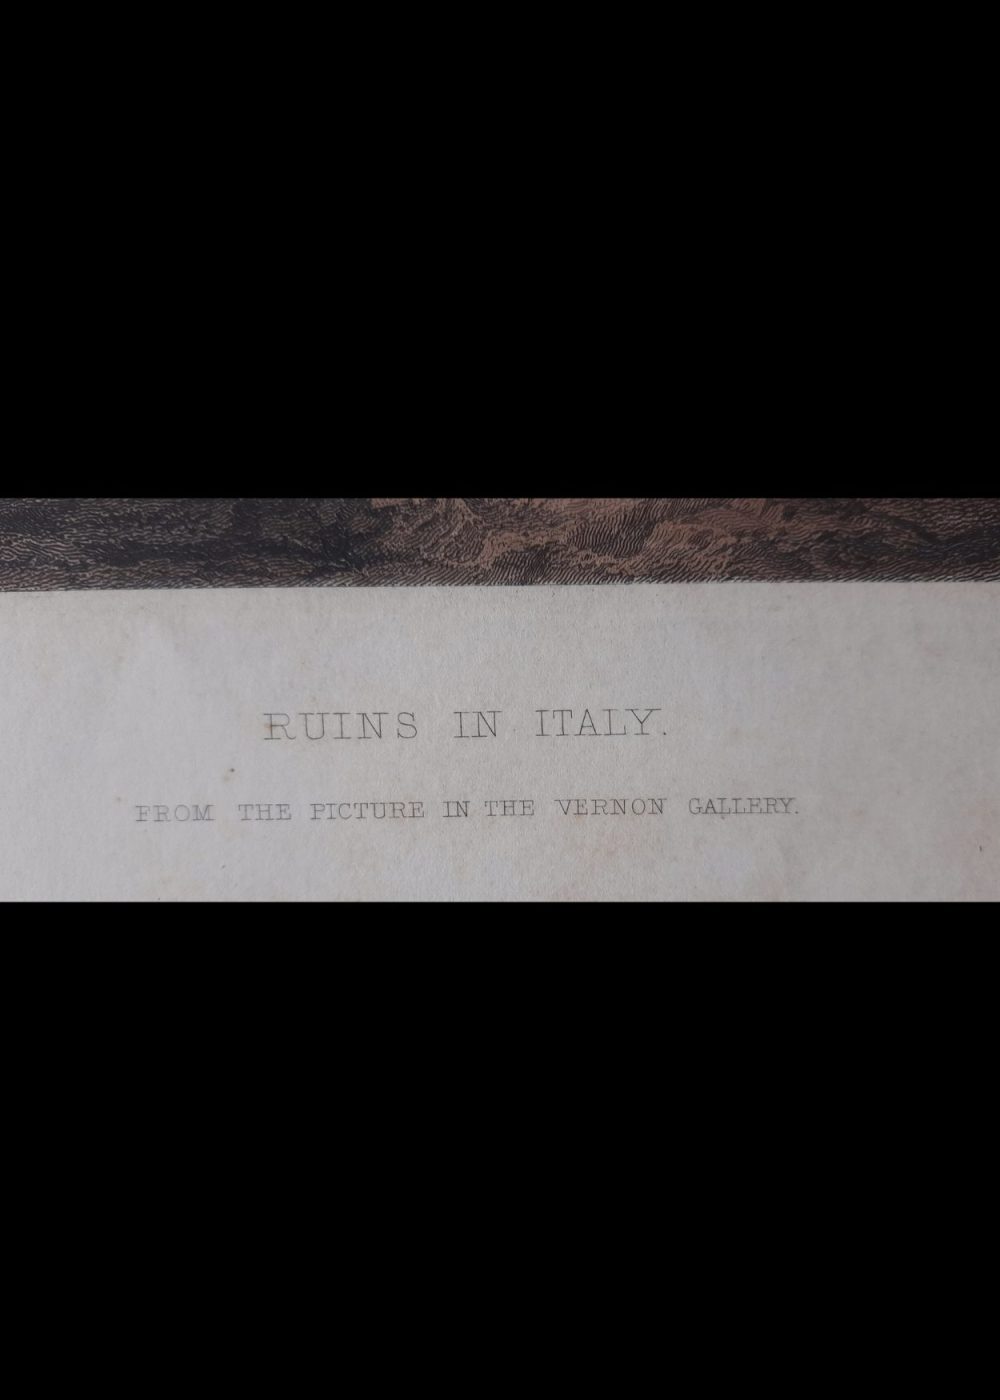 RUINS IN ITALY.
FROM THE PICTURE IN THE VERNON GALLERY.